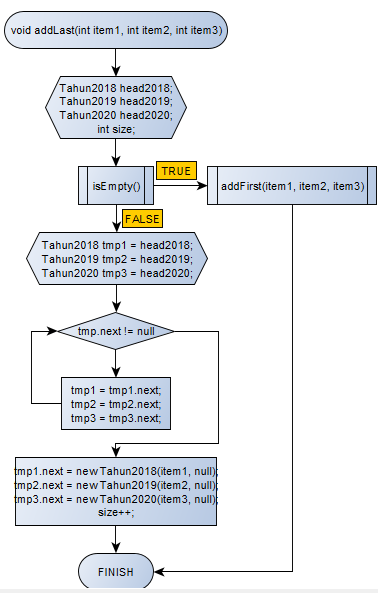 void addLast(int item1, int item2, int item3)
Tahun2018 head2018;
Tahun2019 head2019;
Tahun2020 head2020;
int size;
TRUE
isEmpty()
addFirst(item1, item2, item3)
FALSE
Tahun2018 tmp1 = head2018;
Tahun2019 tmp2 = head2019;
Tahun2020 tmp3 = head2020;
tmp.next != null
tmp1 = tmp1.next;
tmp2 = tmp2.next;
tmp3 = tmp3.next;
tmp1.next = new Tahun2018(item1, null);
tmp2.next = new Tahun2019(item2, null);
tmp3.next = new Tahun2020(item3, null);
size++;
FINISH